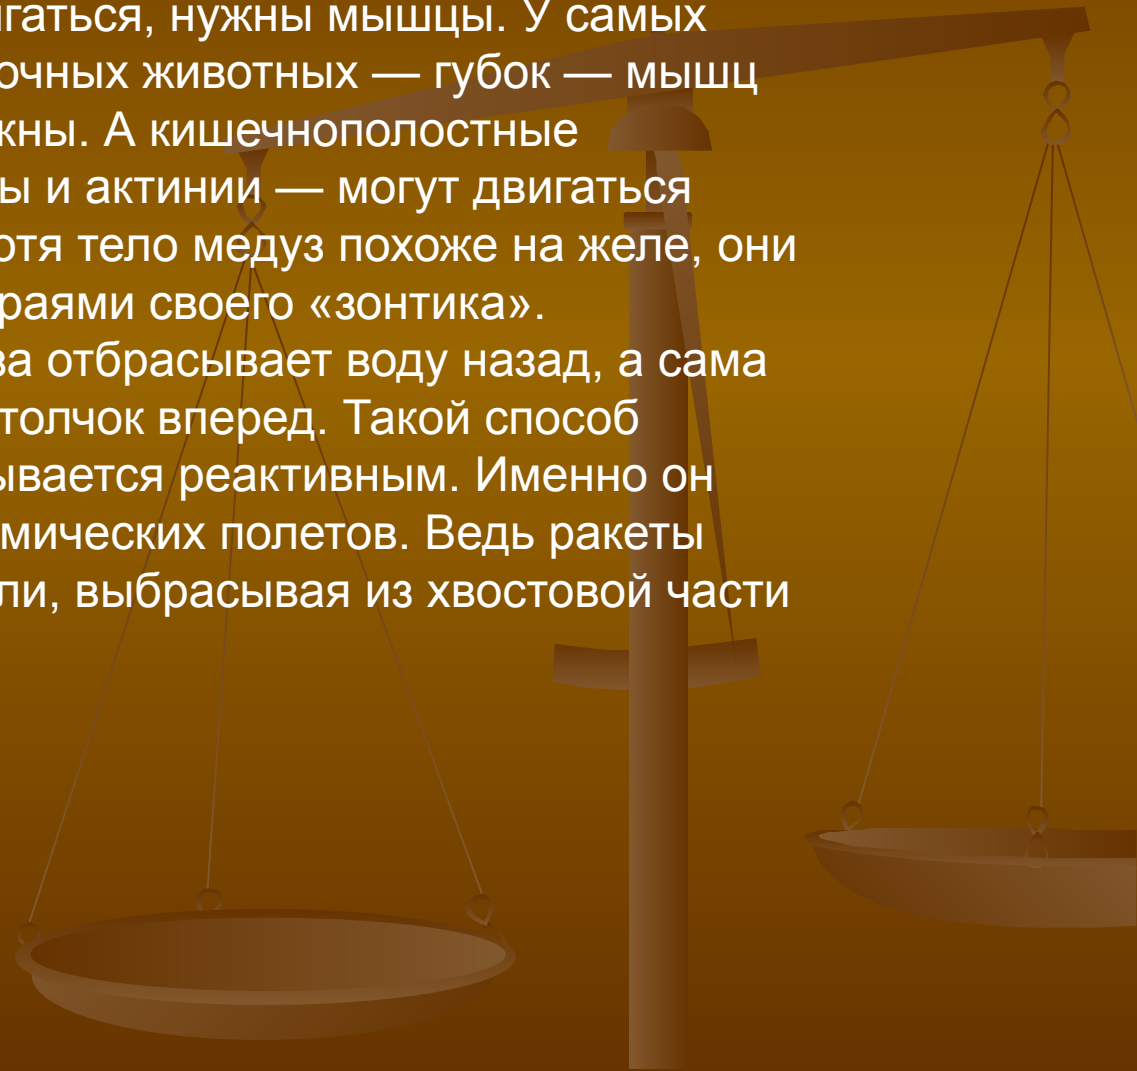 гаться, нужны мышцы. У самых
очных животных — губок — мышц
жны. А кишечнополостные
ы и актинии — могут двигаться
отя тело медуз похоже на желе, они
раями своего «зонтика».
ва отбрасывает воду назад, а сама
толчок вперед. Такой способ
ывается реактивным. Именно он
мических полетов. Ведь ракеты
ли, выбрасывая из хвостовой части